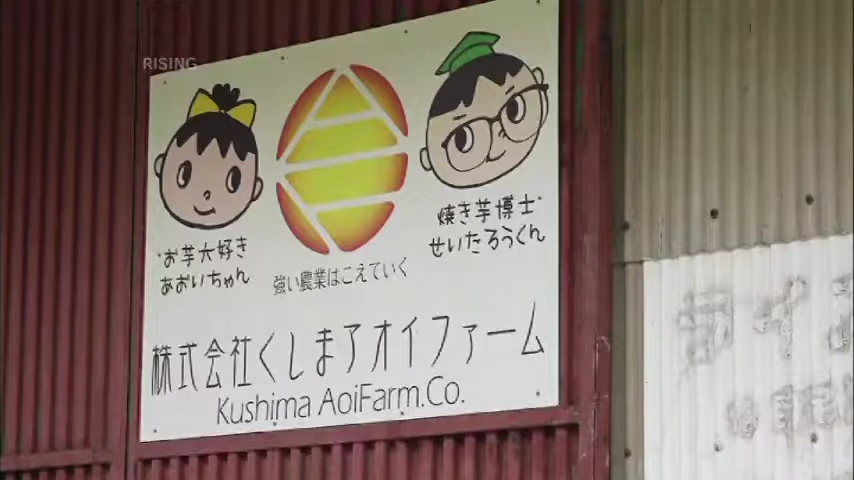 RISING
"お芋大好き
あおいちゃん
焼き芋博士"
せいたろうくん
強い農業はこえていく
株式会社くしまアオイファーム
Kushima AoiFarm.Co.